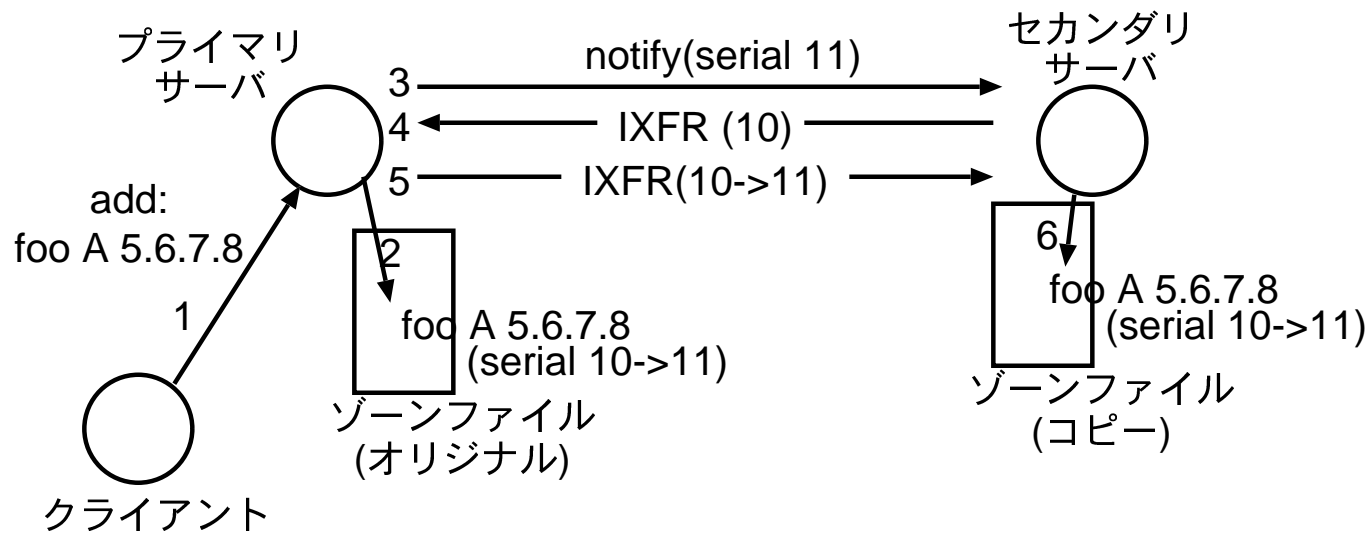 プライマリ
サーバ
セカンダリ
サーバ
3
notify(serial 11)
4
IXFR (10)
5
IXFR(10->11)
add:
foo A 5.6.7.8
1
2
foo A 5.6.7.8
(serial 10->11)
ゾーンファイル
(オリジナル)
6
foo A 5.6.7.8
(serial 10->11)
ゾーンファイル
(コピー)
クライアント